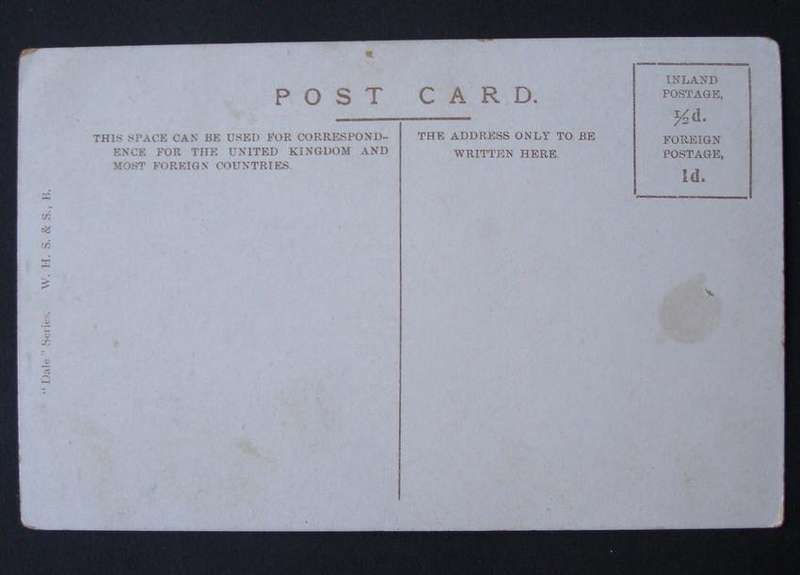 POST CARD.
THIS SPACE CAN BE USED FOR CORRESPOND-
ENCE FOR THE UNITED KINGDOM AND
MOST FOREIGN COUNTRIES.
THE ADDRESS ONLY TO BE
WRITTEN HERE
INLAND
POSTAGE,
½d.
FOREIGN
POSTAGE,
1d.
"Dale" Series. W. H. S. & S., B.